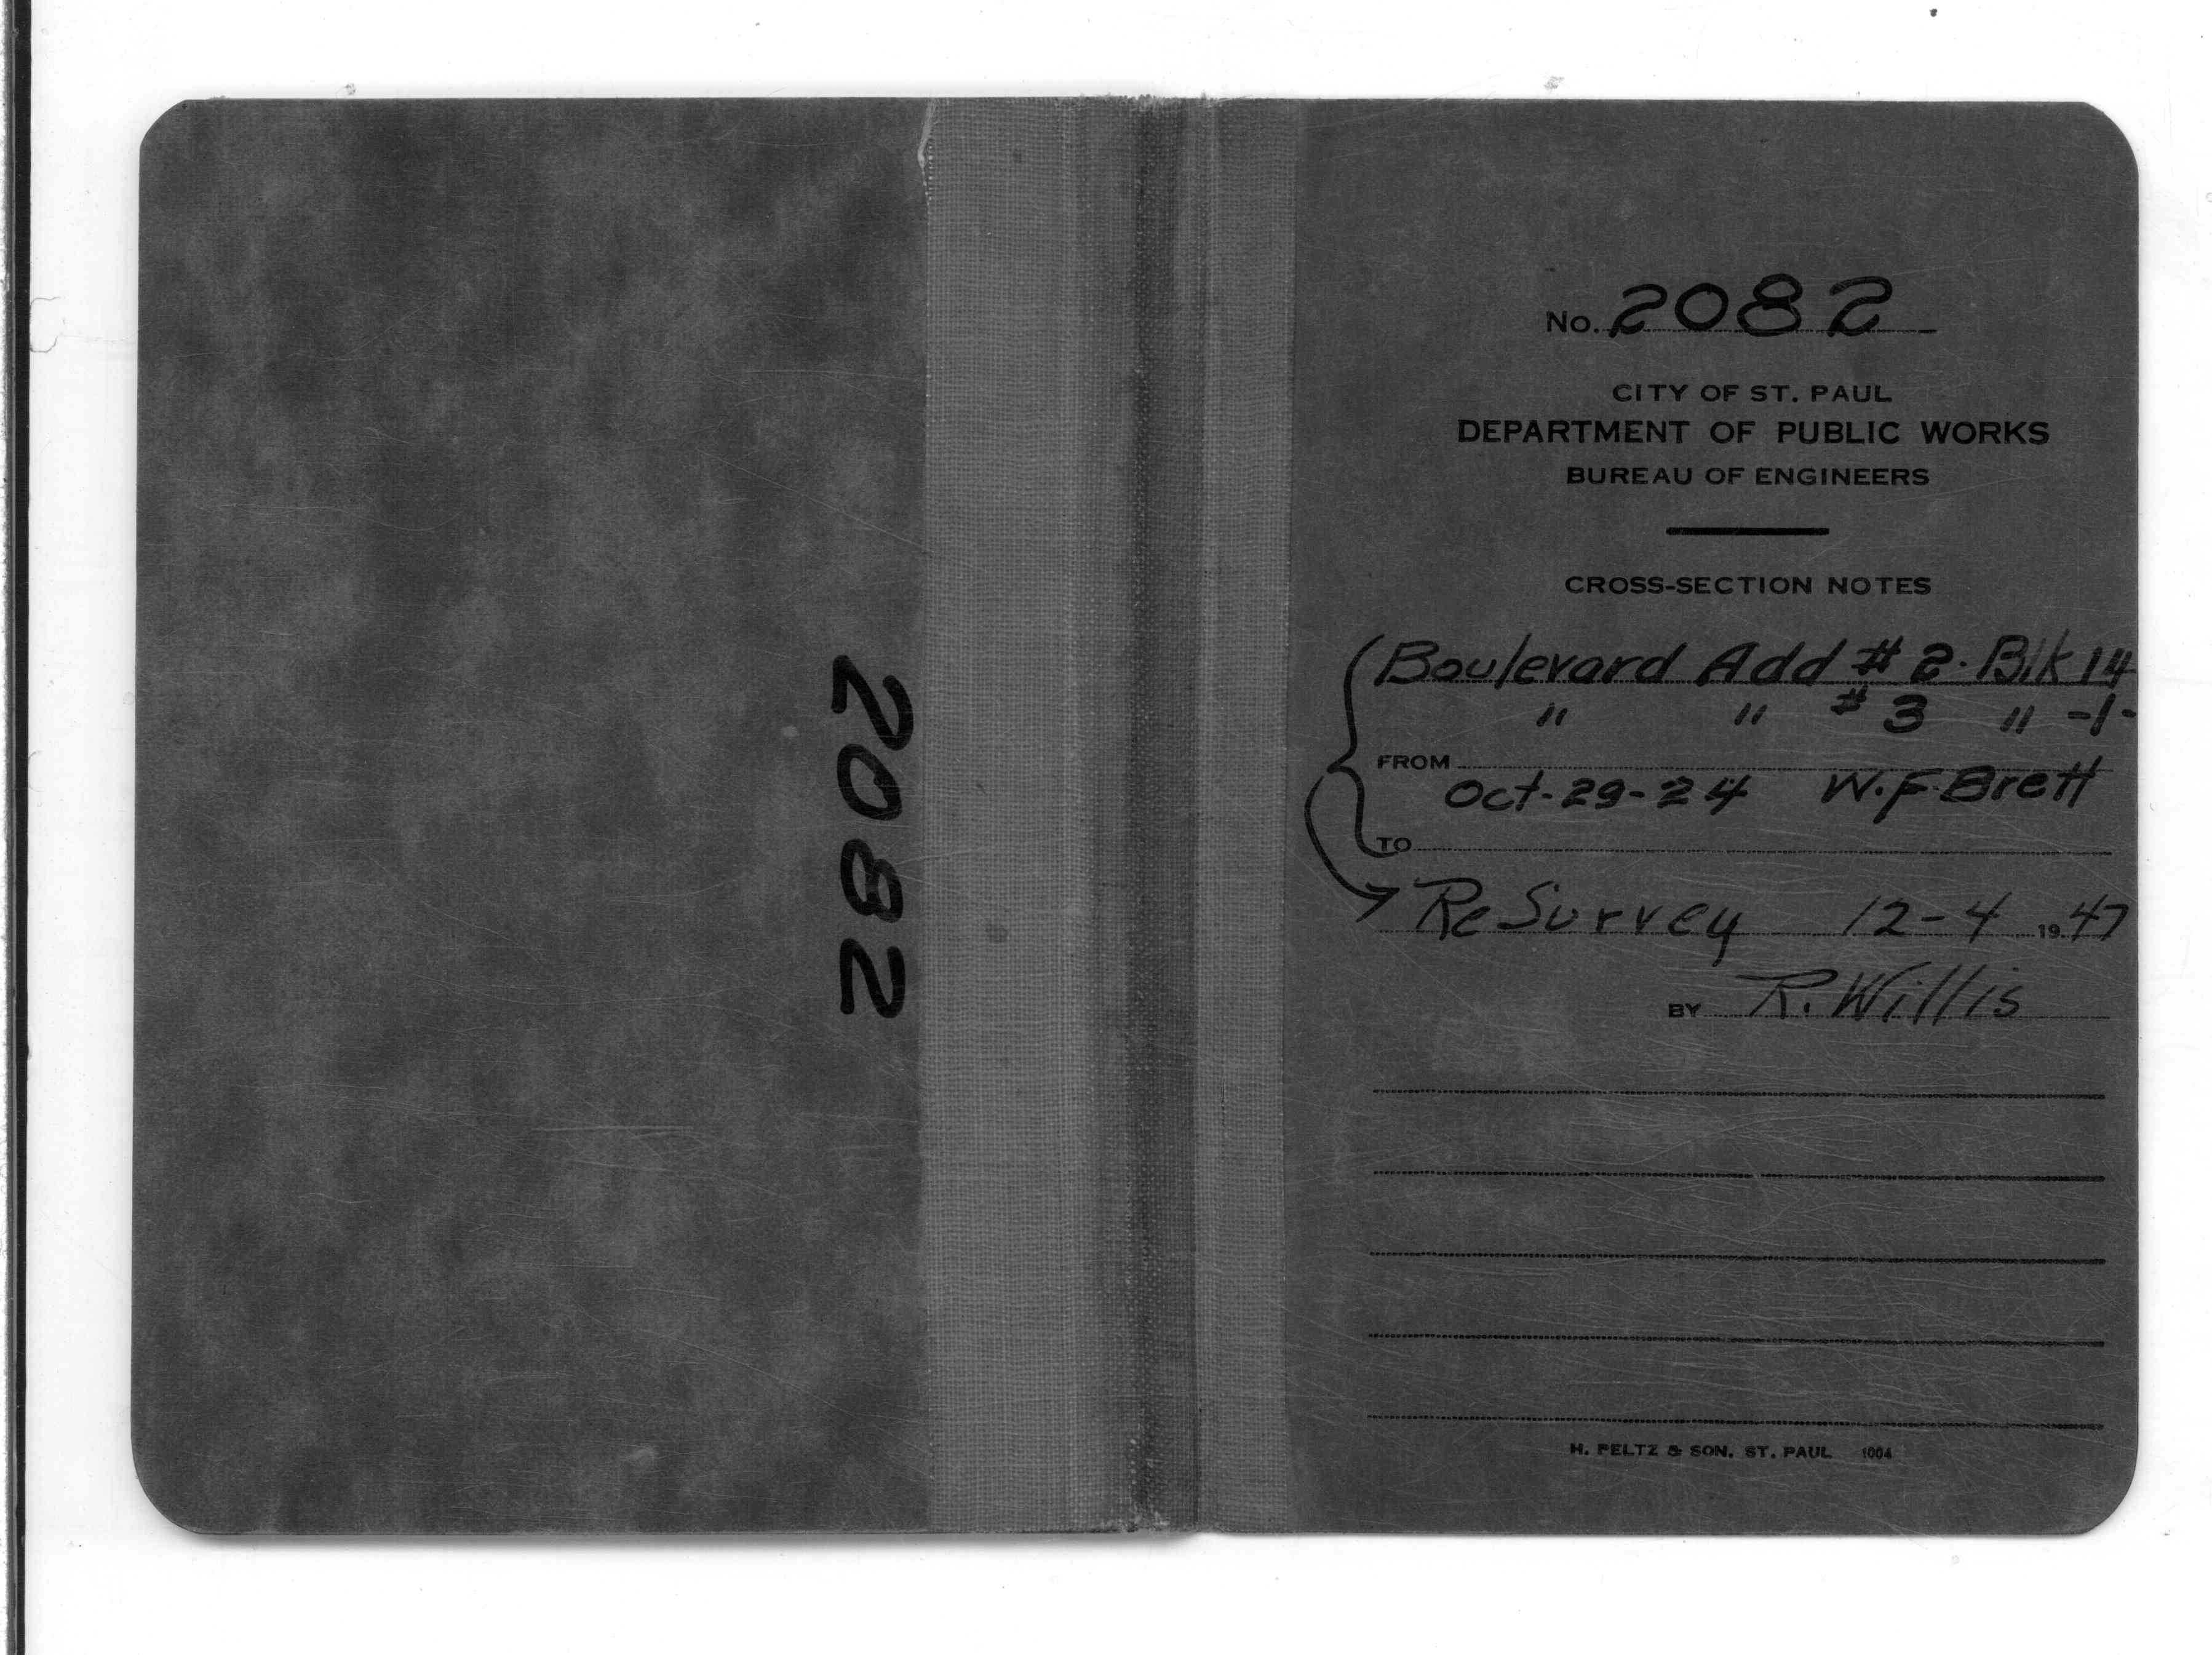 2082
No. 2082
CITY OF ST. PAUL
DEPARTMENT OF PUBLIC WORKS
BUREAU OF ENGINEERS
CROSS-SECTION NOTES
Boulevard Add # 2. Blk 14
" " # 3 " -1-
FROM
Oct-29-24 W.F. Brett
TO
ReSurvey 12-4 1947
BY R. Willis
H. PELTZ & SON, ST. PAUL 1004